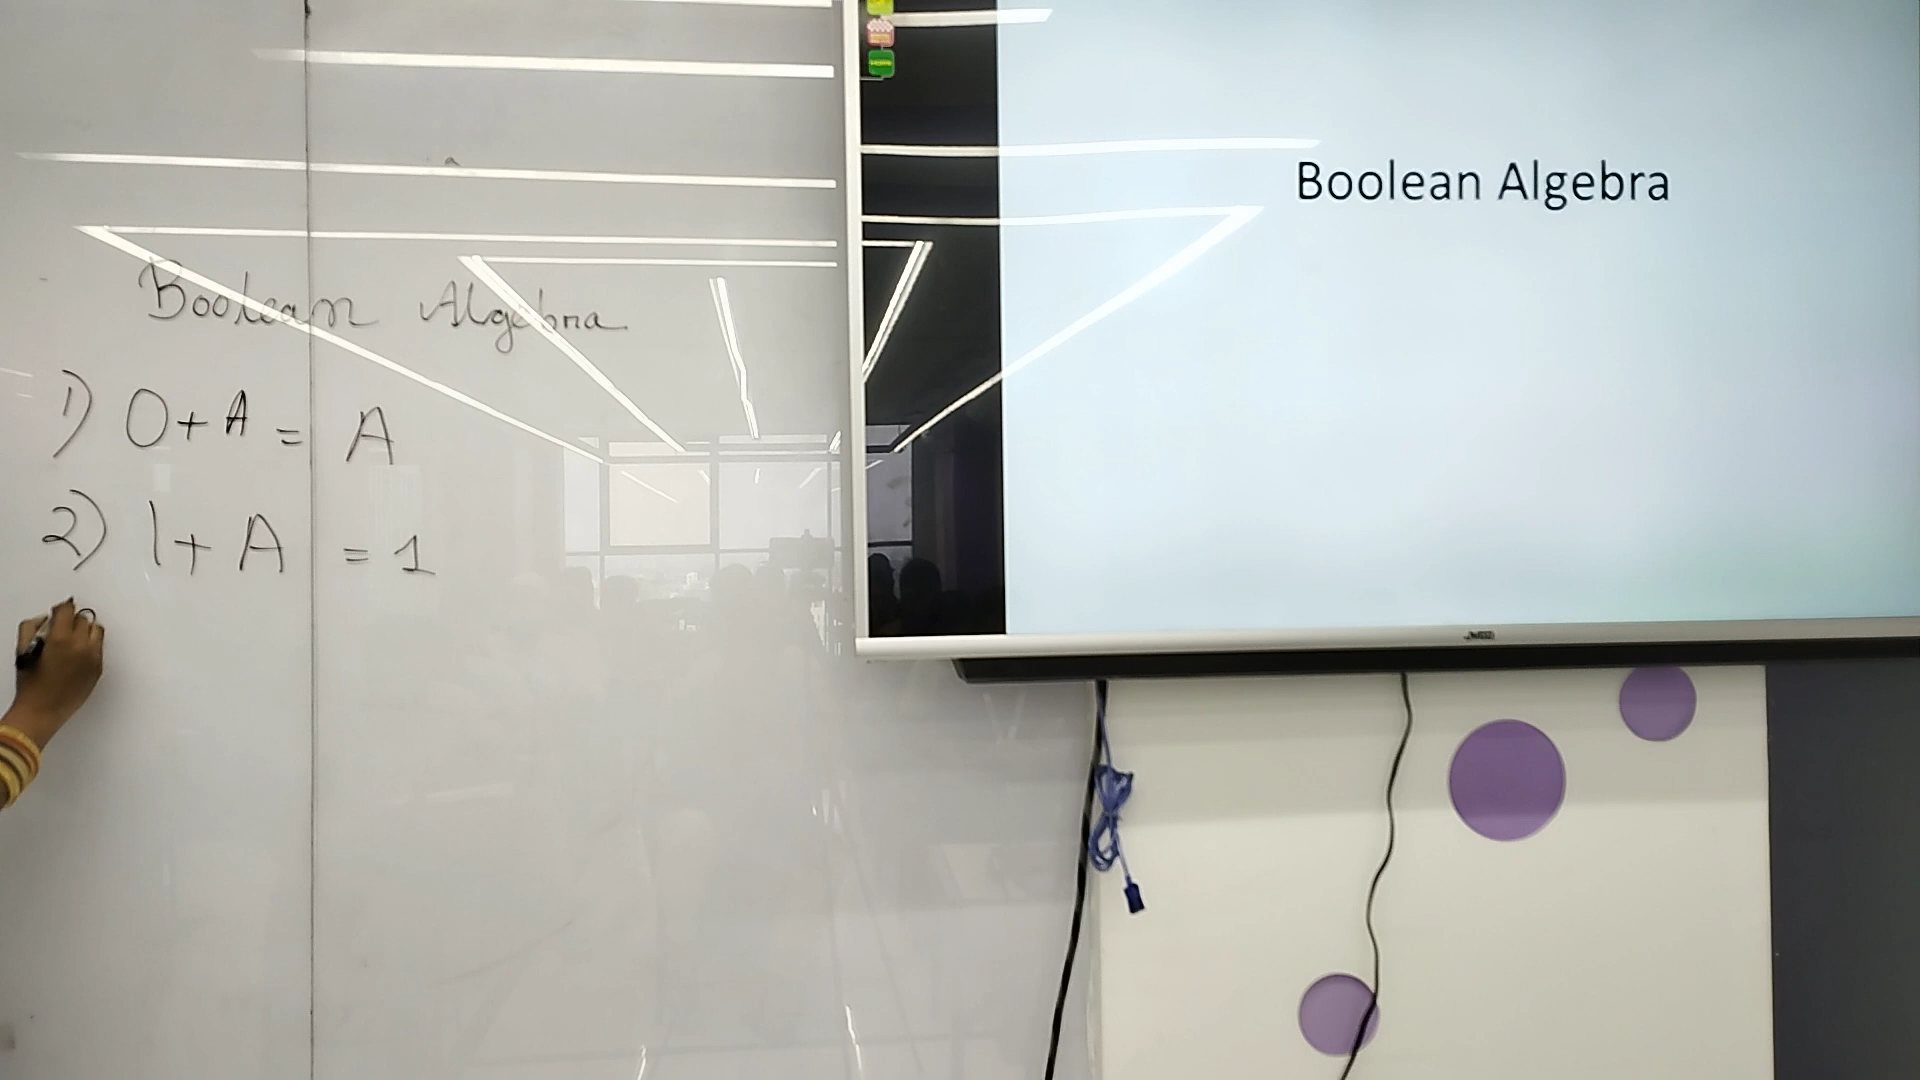 Boolean Algebra
1) 0+A = A
2) 1+A = 1
Boolean Algebra